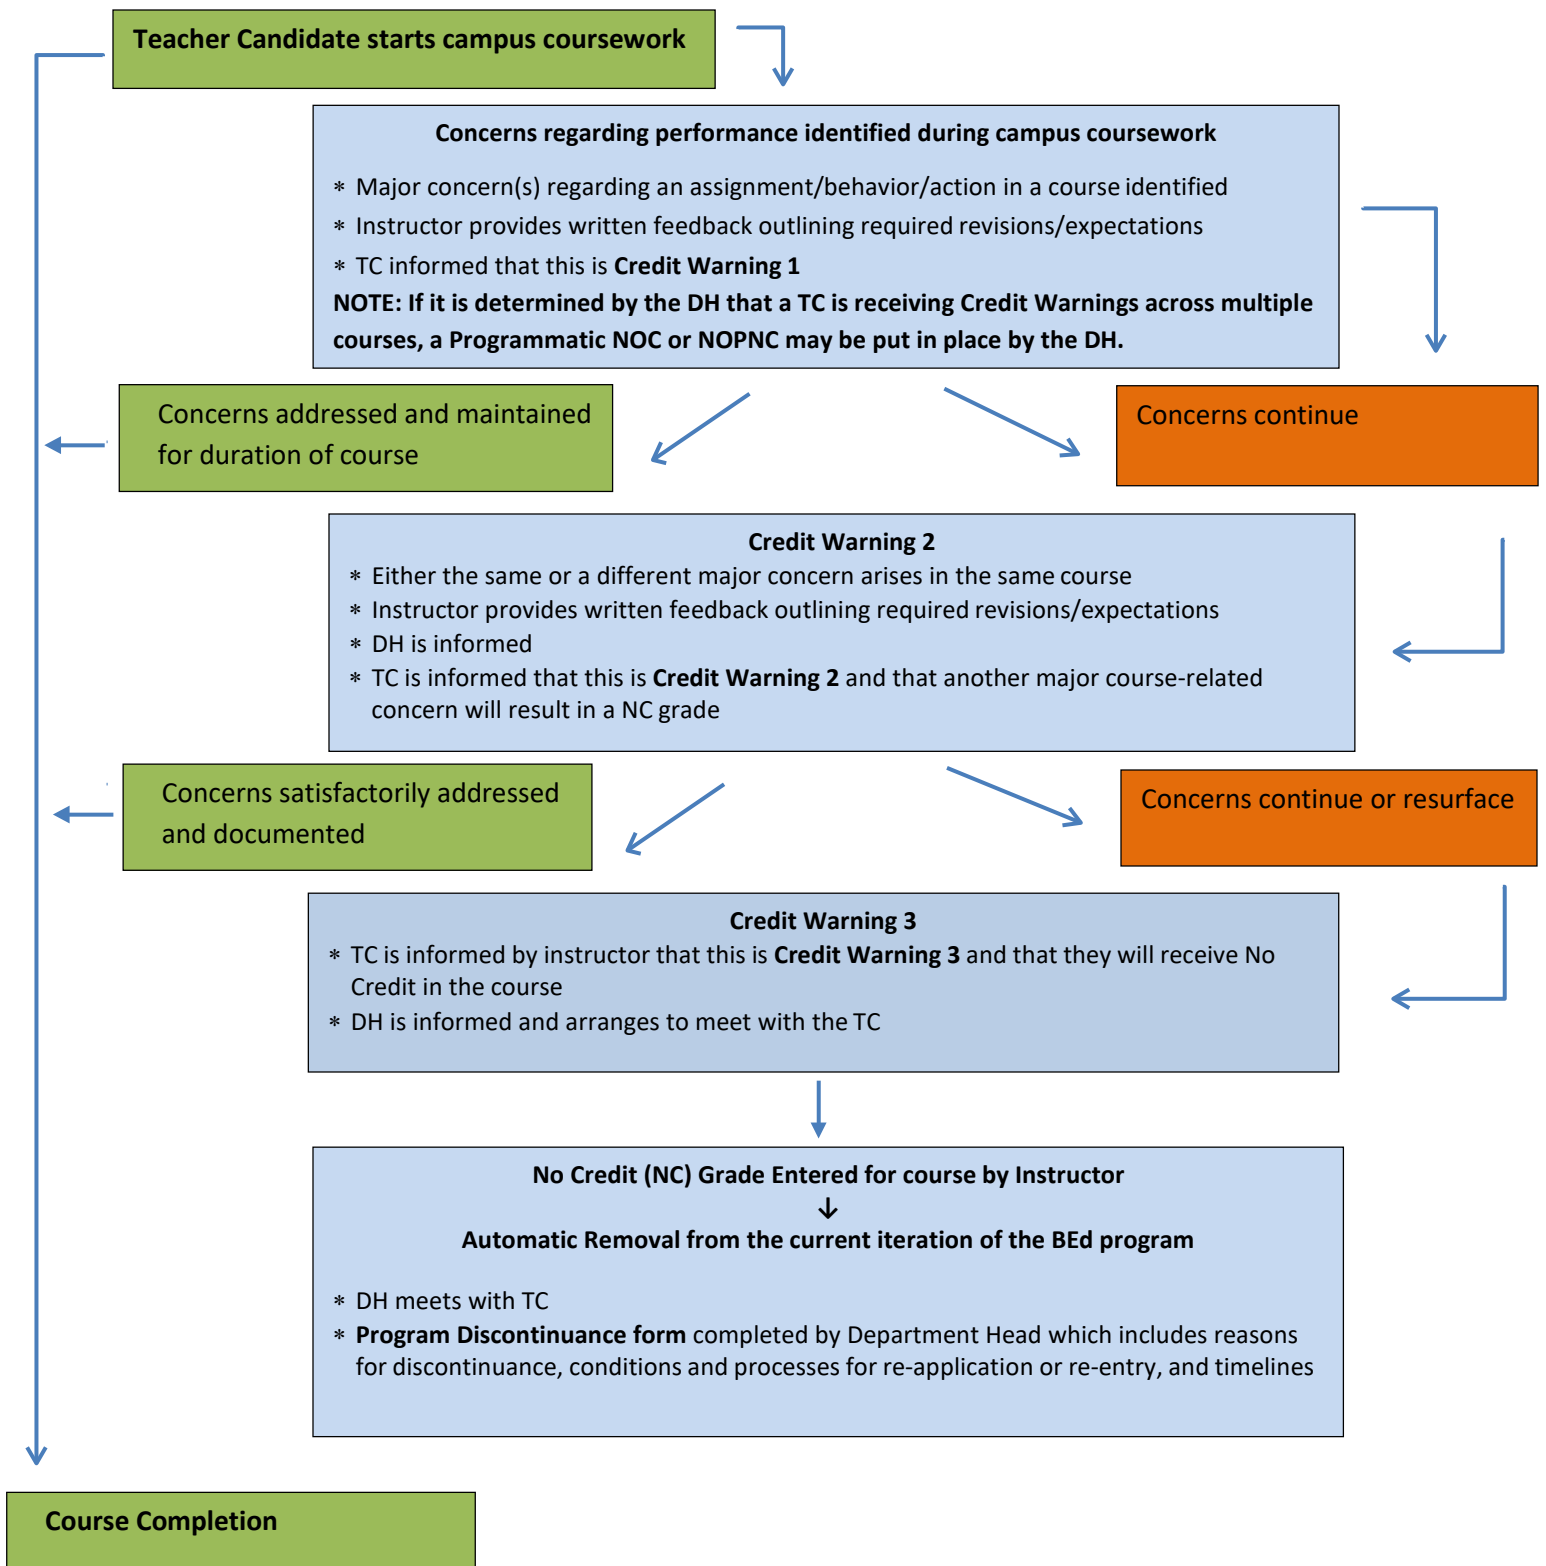 Teacher Candidate starts campus coursework
Concerns regarding performance identified during campus coursework
* Major concern(s) regarding an assignment/behavior/action in a course identified
* Instructor provides written feedback outlining required revisions/expectations
* TC informed that this is Credit Warning 1
NOTE: If it is determined by the DH that a TC is receiving Credit Warnings across multiple
courses, a Programmatic NOC or NOPNC may be put in place by the DH.
Concerns addressed and maintained
for duration of course
Concerns continue
Credit Warning 2
* Either the same or a different major concern arises in the same course
* Instructor provides written feedback outlining required revisions/expectations
* DH is informed
* TC is informed that this is Credit Warning 2 and that another major course-related
concern will result in a NC grade
Concerns satisfactorily addressed
and documented
Concerns continue or resurface
Credit Warning 3
* TC is informed by instructor that this is Credit Warning 3 and that they will receive No
Credit in the course
* DH is informed and arranges to meet with the TC
No Credit (NC) Grade Entered for course by Instructor
↓
Automatic Removal from the current iteration of the BEd program
* DH meets with TC
* Program Discontinuance form completed by Department Head which includes reasons
for discontinuance, conditions and processes for re-application or re-entry, and timelines
Course Completion